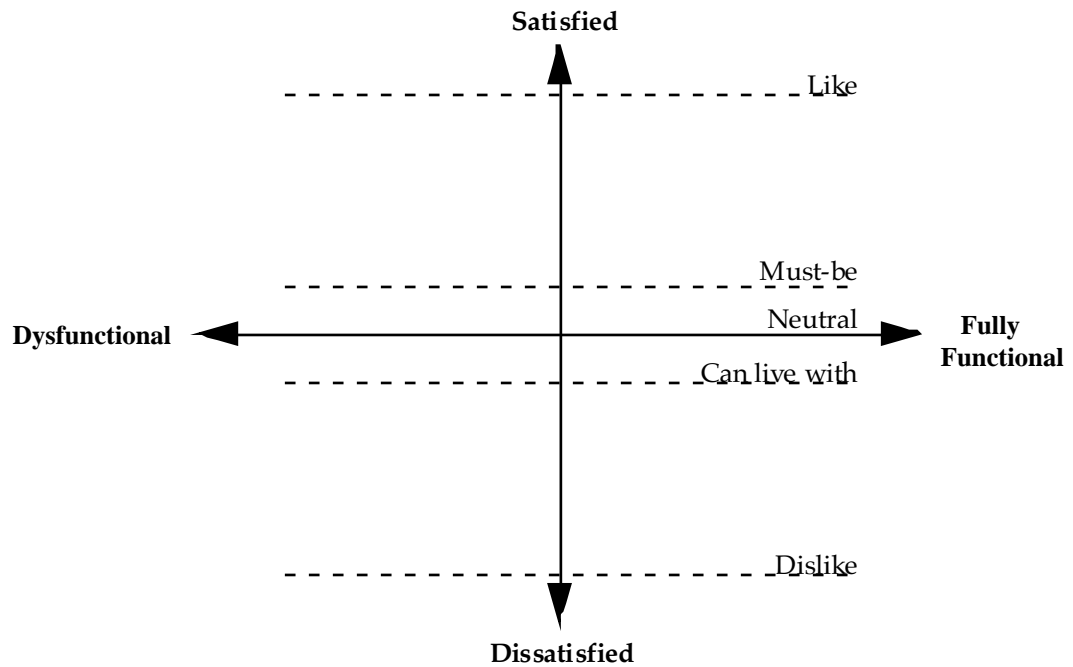 Satisfied
Like
Must-be
Neutral
Dysfunctional
Fully
Functional
Can live with
Dislike
Dissatisfied